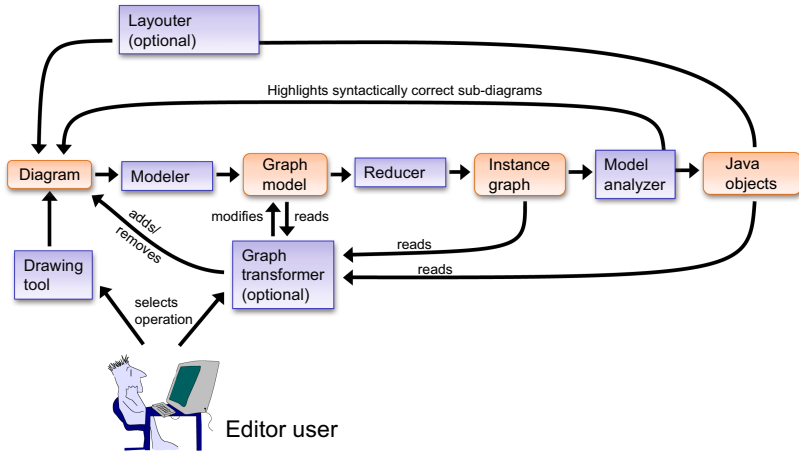 Layouter
(optional)
Highlights syntactically correct sub-diagrams
Diagram
Modeler
Graph
model
Reducer
Instance
graph
Model
analyzer
Java
objects
adds/
removes
modifies
reads
reads
reads
Drawing
tool
Graph
transformer
(optional)
selects
operation
Editor user